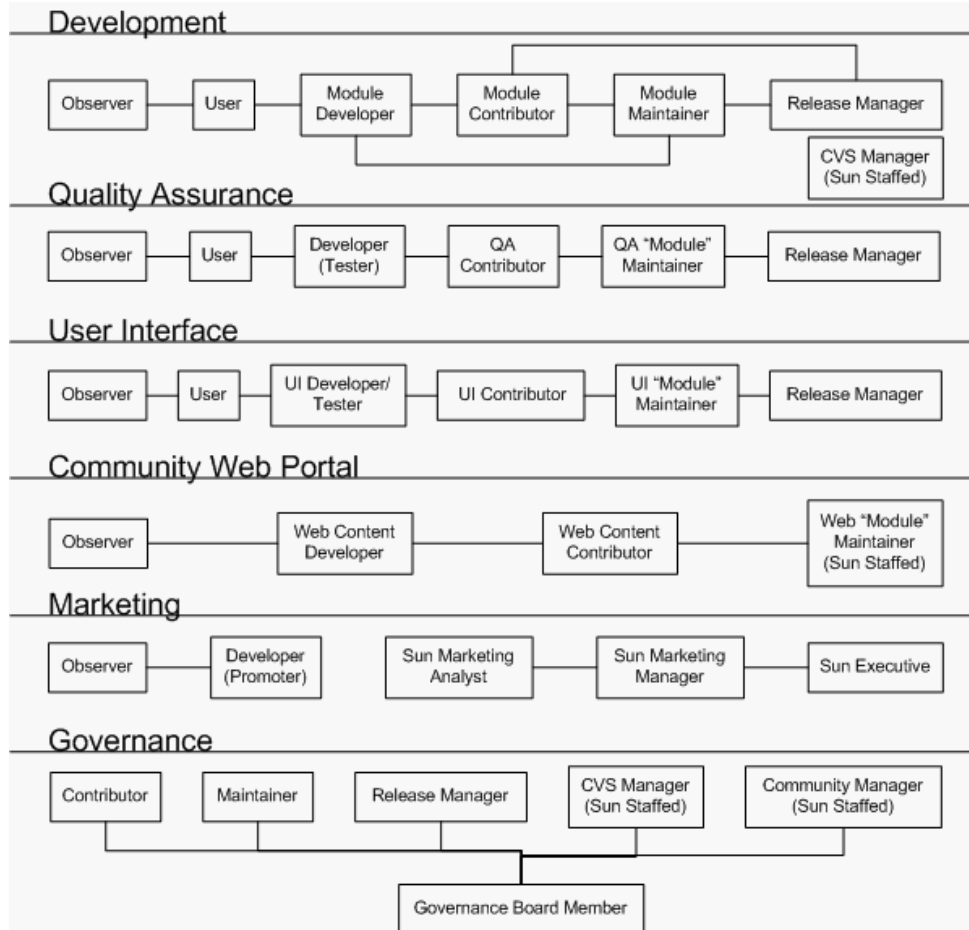 Development
Observer
User
Module
Developer
Module
Contributor
Module
Maintainer
Release Manager
CVS Manager
(Sun Staffed)
Quality Assurance
Observer
User
Developer
(Tester)
QA
Contributor
QA “Module”
Maintainer
Release Manager
User Interface
Observer
User
UI Developer/
Tester
UI Contributor
UI “Module”
Maintainer
Release Manager
Community Web Portal
Observer
Web Content
Developer
Web Content
Contributor
Web “Module”
Maintainer
(Sun Staffed)
Marketing
Observer
Developer
(Promoter)
Sun Marketing
Analyst
Sun Marketing
Manager
Sun Executive
Governance
Contributor
Maintainer
Release Manager
CVS Manager
(Sun Staffed)
Community Manager
(Sun Staffed)
Governance Board Member